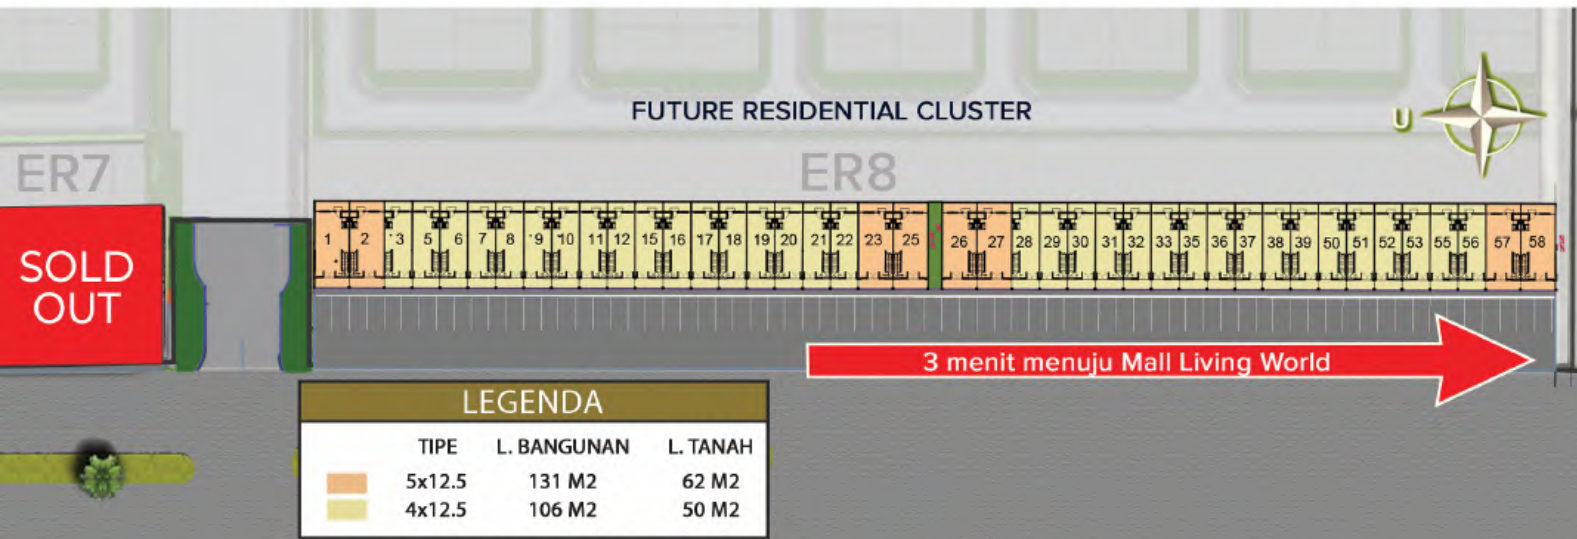 FUTURE RESIDENTIAL CLUSTER
U
ER7
ER8
SOLD
OUT
1 2 3 5 6 7 8 9 10 11 12 15 16 17 18 19 20 21 22 23 25 26 27 28 29 30 31 32 33 35 36 37 38 39 50 51 52 53 55 56 57 58
3 menit menuju Mall Living World
LEGENDA
TIPE L. BANGUNAN L. TANAH
5x12.5 131 M2 62 M2
4x12.5 106 M2 50 M2